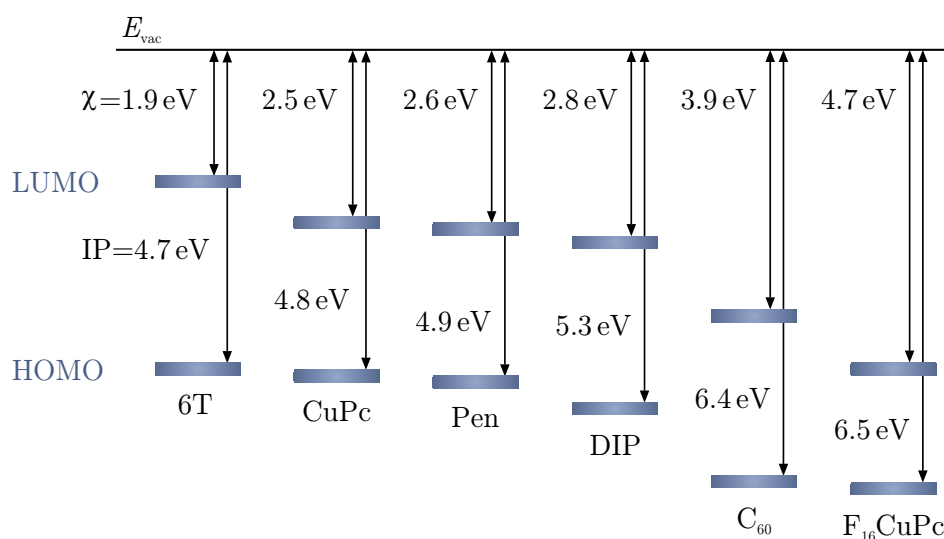 E_vac
χ=1.9 eV 2.5 eV 2.6 eV 2.8 eV 3.9 eV 4.7 eV
LUMO
IP=4.7 eV
4.8 eV 4.9 eV 5.3 eV
HOMO
6.4 eV 6.5 eV
6T CuPc Pen DIP
C₆₀ F₁₆CuPc